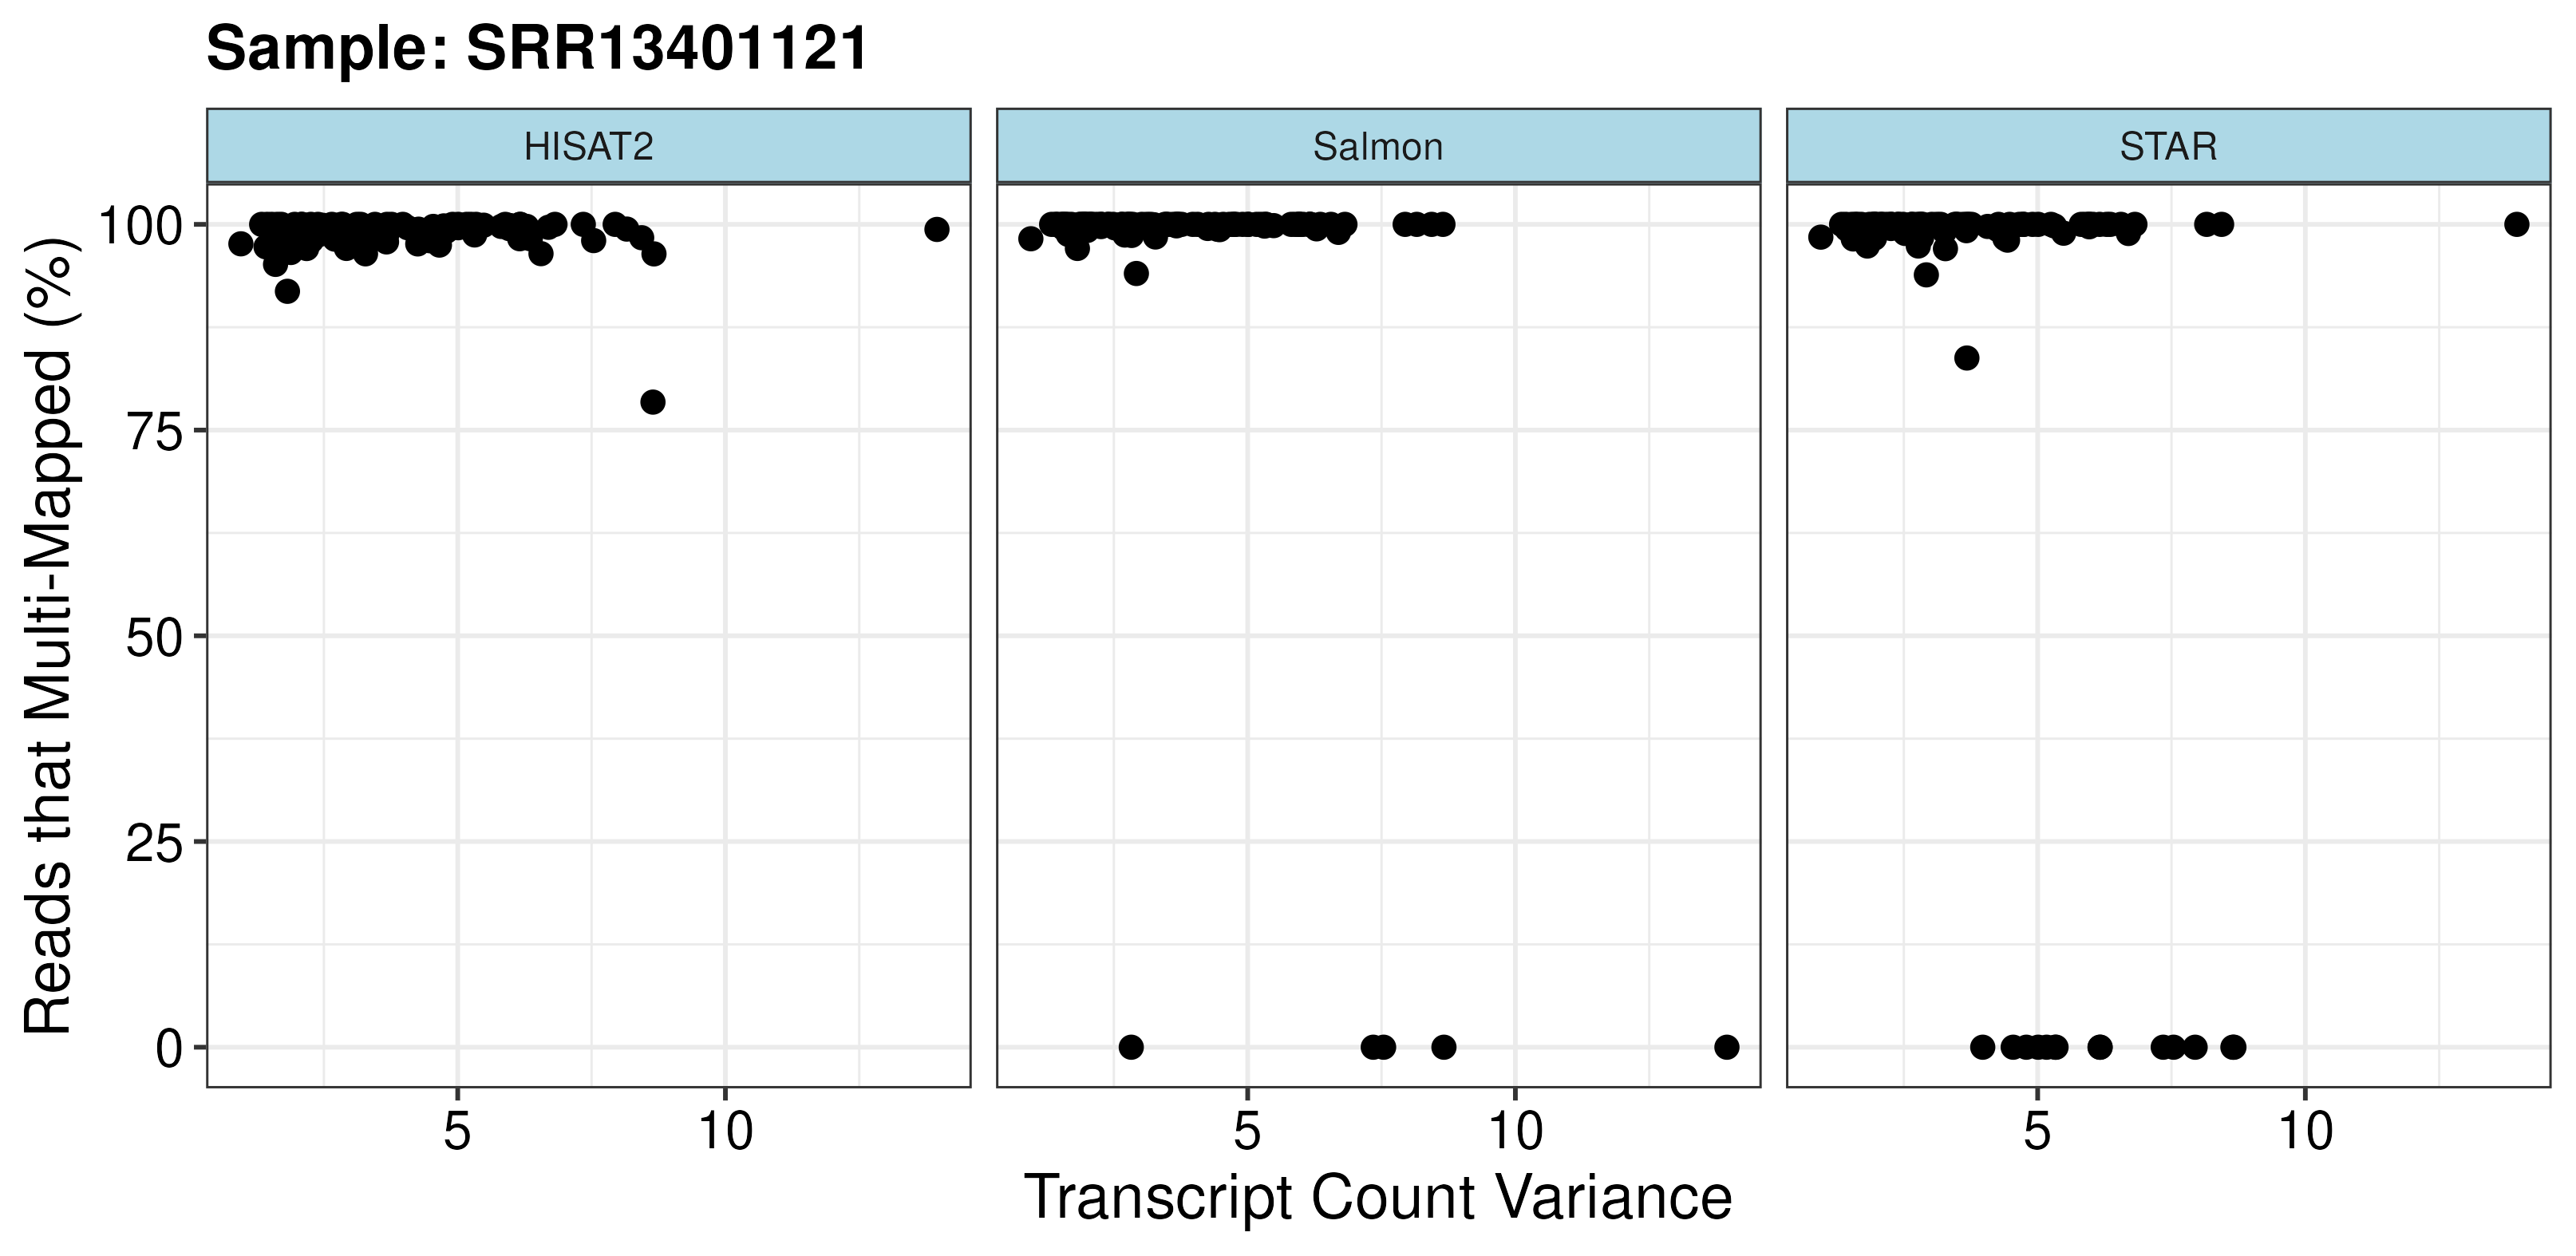 Sample: SRR13401121
HISAT2
Salmon
STAR
Reads that Multi-Mapped (%)
100
75
50
25
0
5
10
5
10
5
10
Transcript Count Variance